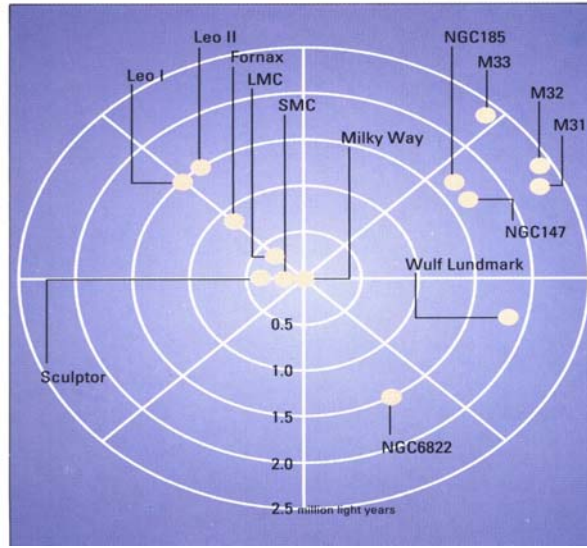 Leo II
NGC185
Fornax
M33
Leo I
LMC
M32
SMC
M31
Milky Way
NGC147
Wulf Lundmark
0.5
Sculptor
1.0
1.5
NGC6822
2.0
2.5 million light years